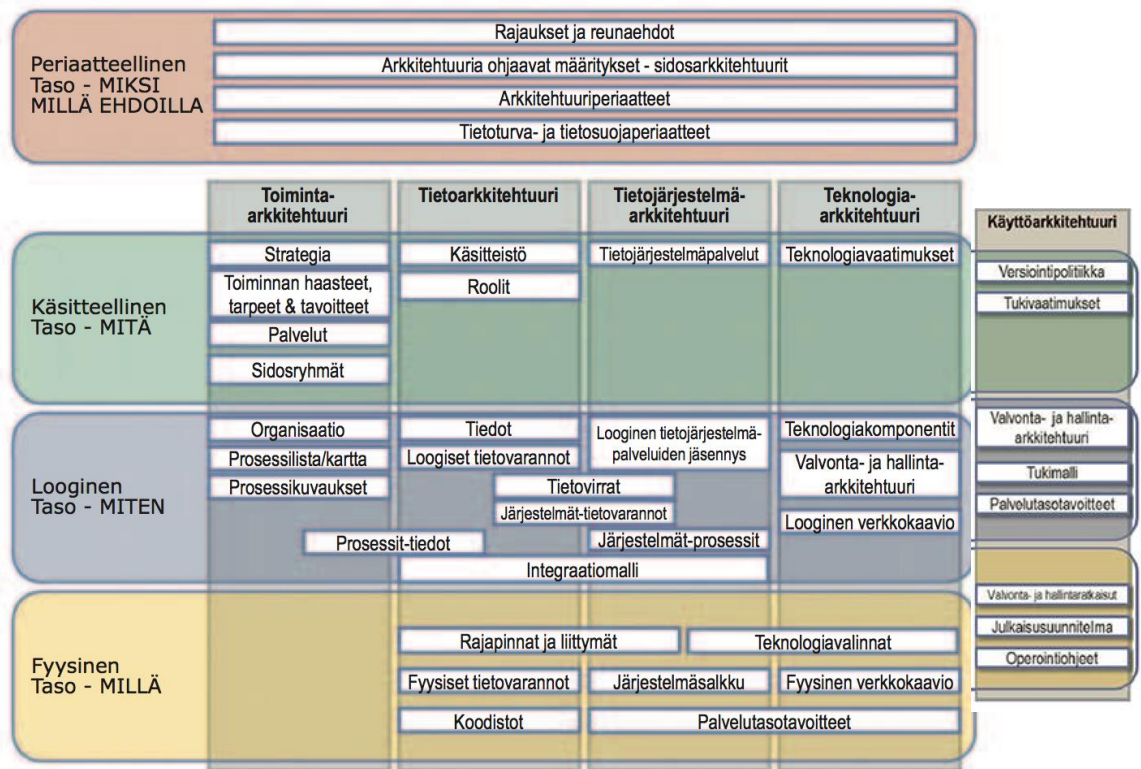 Periaatteellinen
Taso - MIKSI
MILLÄ EHDOILLA
Rajaukset ja reunaehdot
Arkkitehtuuria ohjaavat määritykset - sidosarkkitehtuurit
Arkkitehtuuriperiaatteet
Tietoturva- ja tietosuojaperiaatteet
Toiminta-
arkkitehtuuri
Tietoarkkitehtuuri
Tietojärjestelmä-
arkkitehtuuri
Teknologia-
arkkitehtuuri
Käyttöarkkitehtuuri
Käsitteellinen
Taso - MITÄ
Strategia
Toiminnan haasteet,
tarpeet & tavoitteet
Palvelut
Sidosryhmät
Käsitteistö
Roolit
Tietojärjestelmäpalvelut
Teknologiavaatimukset
Versiointipolitiikka
Tukivaatimukset
Looginen
Taso - MITEN
Organisaatio
Prosessilista/kartta
Prosessikuvaukset
Tiedot
Loogiset tietovarannot
Looginen tietojärjestelmä-
palveluiden jäsennys
Tietovirrat
Järjestelmät-tietovarannot
Prosessit-tiedot
Järjestelmät-prosessit
Integraatiomalli
Teknologiakomponentit
Valvonta- ja hallinta-
arkkitehtuuri
Looginen verkkokaavio
Valvonta- ja hallinta-
arkkitehtuuri
Tukimalli
Palvelutasotavoitteet
Fyysinen
Taso - MILLÄ
Rajapinnat ja liittymät
Teknologiavalinnat
Fyysiset tietovarannot
Järjestelmäsalkku
Fyysinen verkkokaavio
Koodistot
Palvelutasotavoitteet
Valvonta- ja hallintaratkaisut
Julkaisusuunnitelma
Operointiohjeet